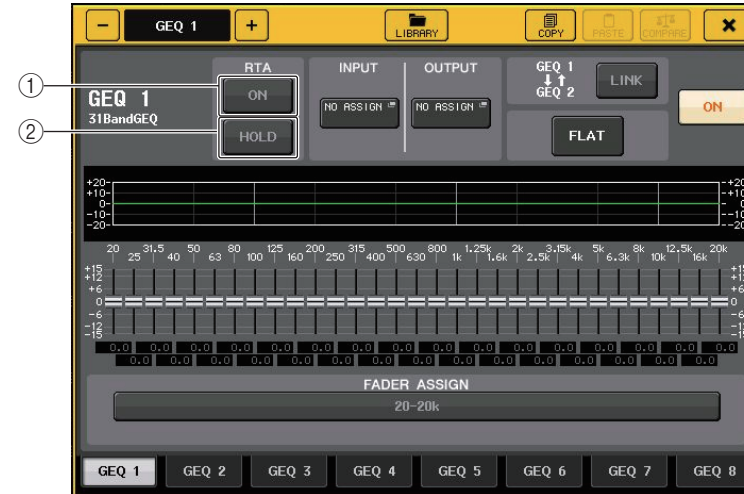 − GEQ 1 + LIBRARY COPY PASTE COMPARE ×
① ②
GEQ 1
31BandGEQ
RTA
ON
HOLD
INPUT
NO ASSIGN
OUTPUT
NO ASSIGN
GEQ 1
↓↑
GEQ 2
LINK
FLAT
ON
+20 +20
+10 +10
0 0
-10 -10
-20 -20
20 31.5 50 80 125 200 315 500 800 1.25k 2k 3.15k 5k 8k 12.5k 20k
25 40 63 100 160 250 400 630 1k 1.6k 2.5k 4k 6.3k 10k 16k
+15 +15
+12 +12
+6 +6
0 0
-6 -6
-12 -12
-15 -15
0.0 0.0 0.0 0.0 0.0 0.0 0.0 0.0 0.0 0.0 0.0 0.0 0.0 0.0 0.0 0.0
0.0 0.0 0.0 0.0 0.0 0.0 0.0 0.0 0.0 0.0 0.0 0.0 0.0 0.0 0.0
FADER ASSIGN
20-20k
GEQ 1 GEQ 2 GEQ 3 GEQ 4 GEQ 5 GEQ 6 GEQ 7 GEQ 8